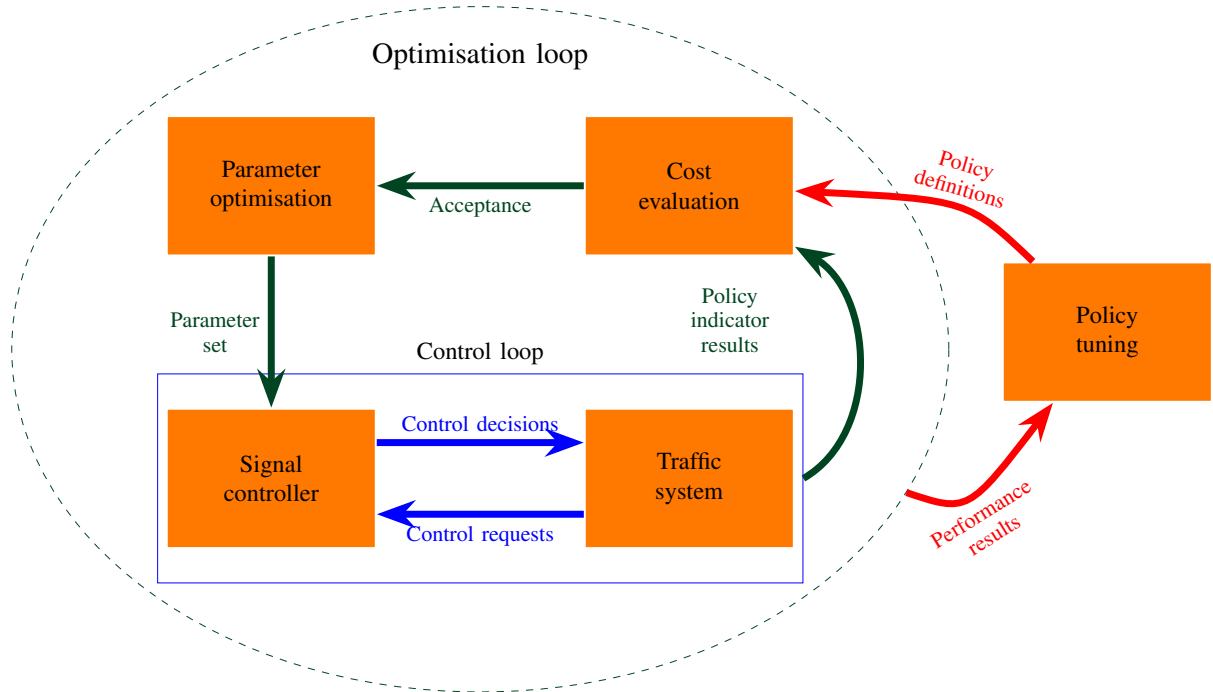 Optimisation loop
Parameter
optimisation
Acceptance
Cost
evaluation
Policy
definitions
Policy
tuning
Parameter
set
Policy
indicator
results
Control loop
Signal
controller
Control decisions
Control requests
Traffic
system
Performance
results